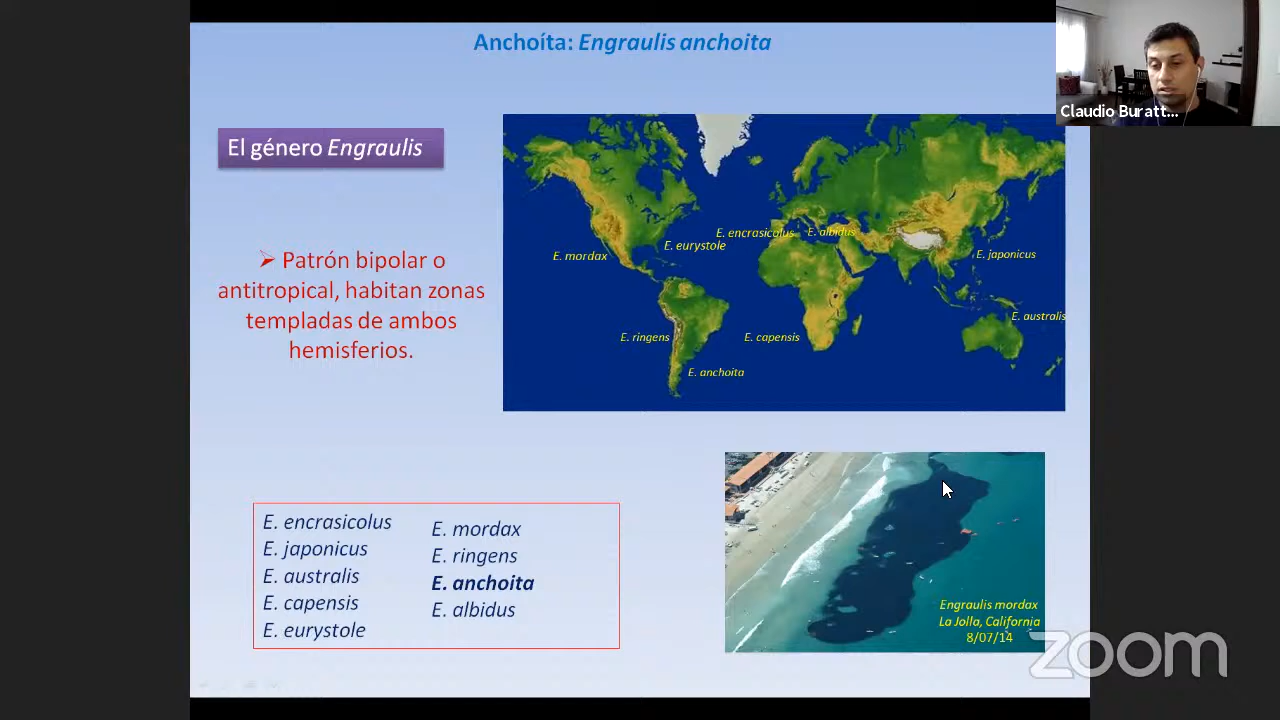 Anchoíta: Engraulis anchoita
Claudio Buratt...
El género Engraulis
E. encrasicolus
E. albidus
E. eurystole
E. mordax
E. japonicus
E. australis
E. ringens
E. capensis
E. anchoita
➢ Patrón bipolar o
antitropical, habitan zonas
templadas de ambos
hemisferios.
E. encrasicolus
E. japonicus
E. australis
E. capensis
E. eurystole
E. mordax
E. ringens
E. anchoita
E. albidus
Engraulis mordax
La Jolla, California
8/07/14
zoom